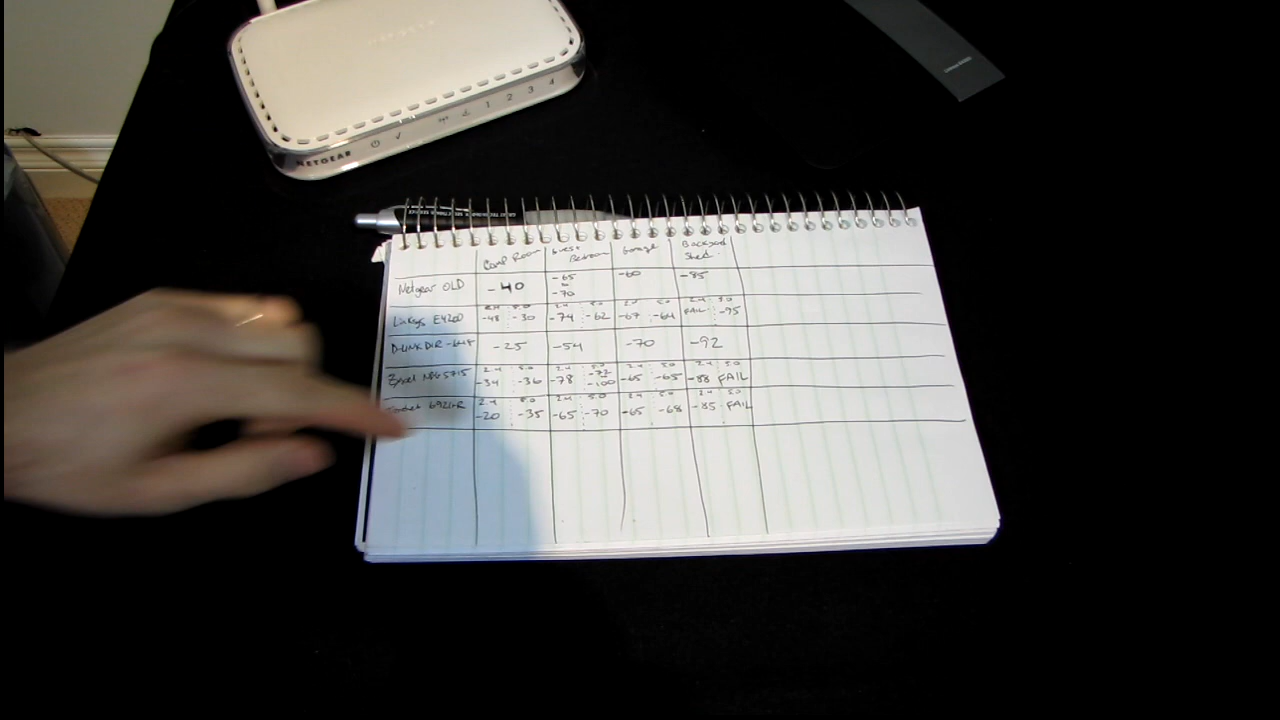 NETGEAR
1 2 3 4
Comp Room Guest Bedroom Garage Backyard Shed
Netgear OLD -40 -65 to -70 -60 -85
2.4 5.0 2.4 5.0 2.4 5.0 2.4 5.0
Linksys E4200 -48 -30 -74 -62 -67 -64 FAIL -95
D-LINK DIR- -25 -54 -70 -92
2.4 5.0 2.4 5.0 2.4 5.0 2.4 5.0
Zyxel NBG5715 -34 -36 -78 -72 -100 -65 -65 -88 FAIL
2.4 5.0 2.4 5.0 2.4 5.0 2.4 5.0
-20 -35 -65 -70 -65 -68 -85 FAIL